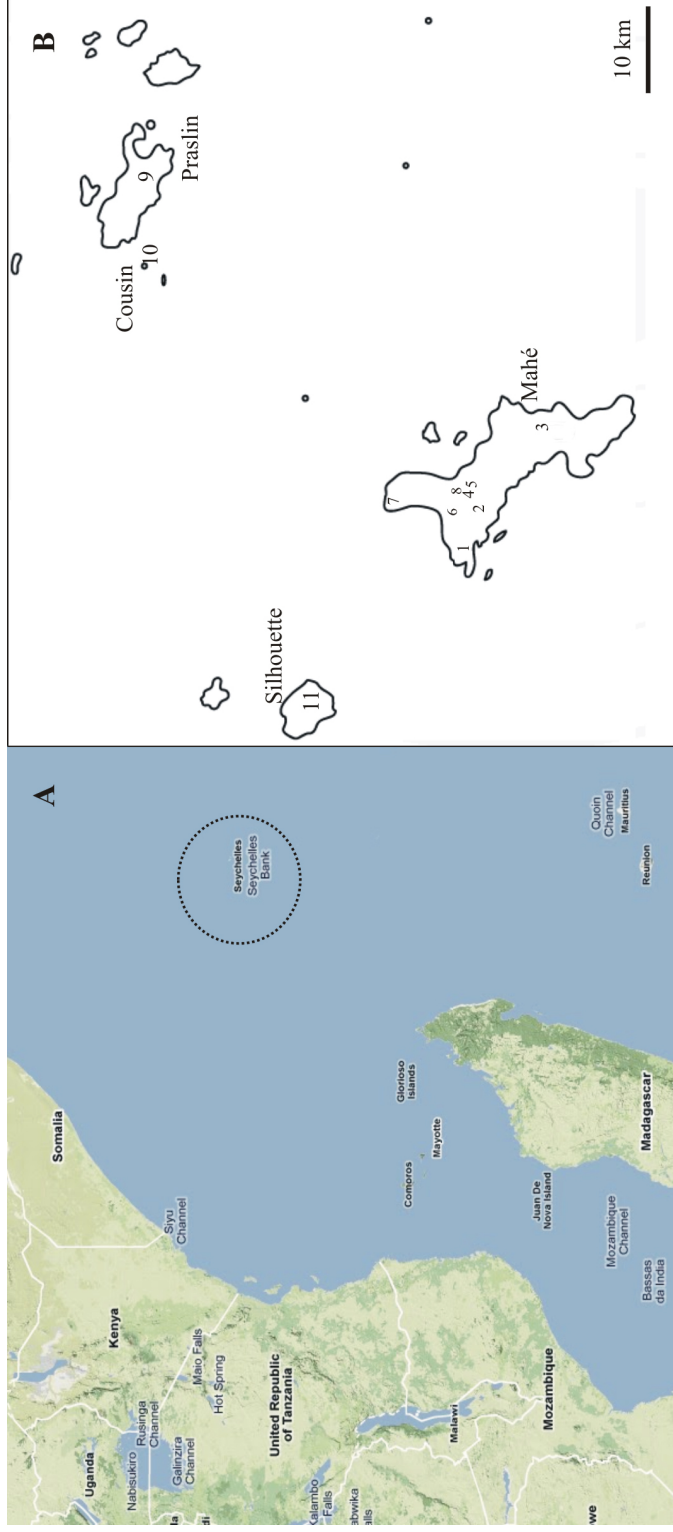 A
Somalia
Seychelles
Seychelles
Bank
Kenya
Siyu
Channel
Uganda
Nabisukiro
Rusinga
Channel
Galinzira
Channel
Maio Falls
Hot Spring
United Republic
of Tanzania
Kalambo
Falls
Glorioso
Islands
Comoros
Mayotte
Malawi
Mozambique
Juan De
Nova Island
Mozambique
Channel
Bassas
da India
Madagascar
Quoin
Channel
Mauritius
Reunion
B
Praslin
9
10
Cousin
Silhouette
11
Mahé
7
6
8
4
5
2
1
3
10 km